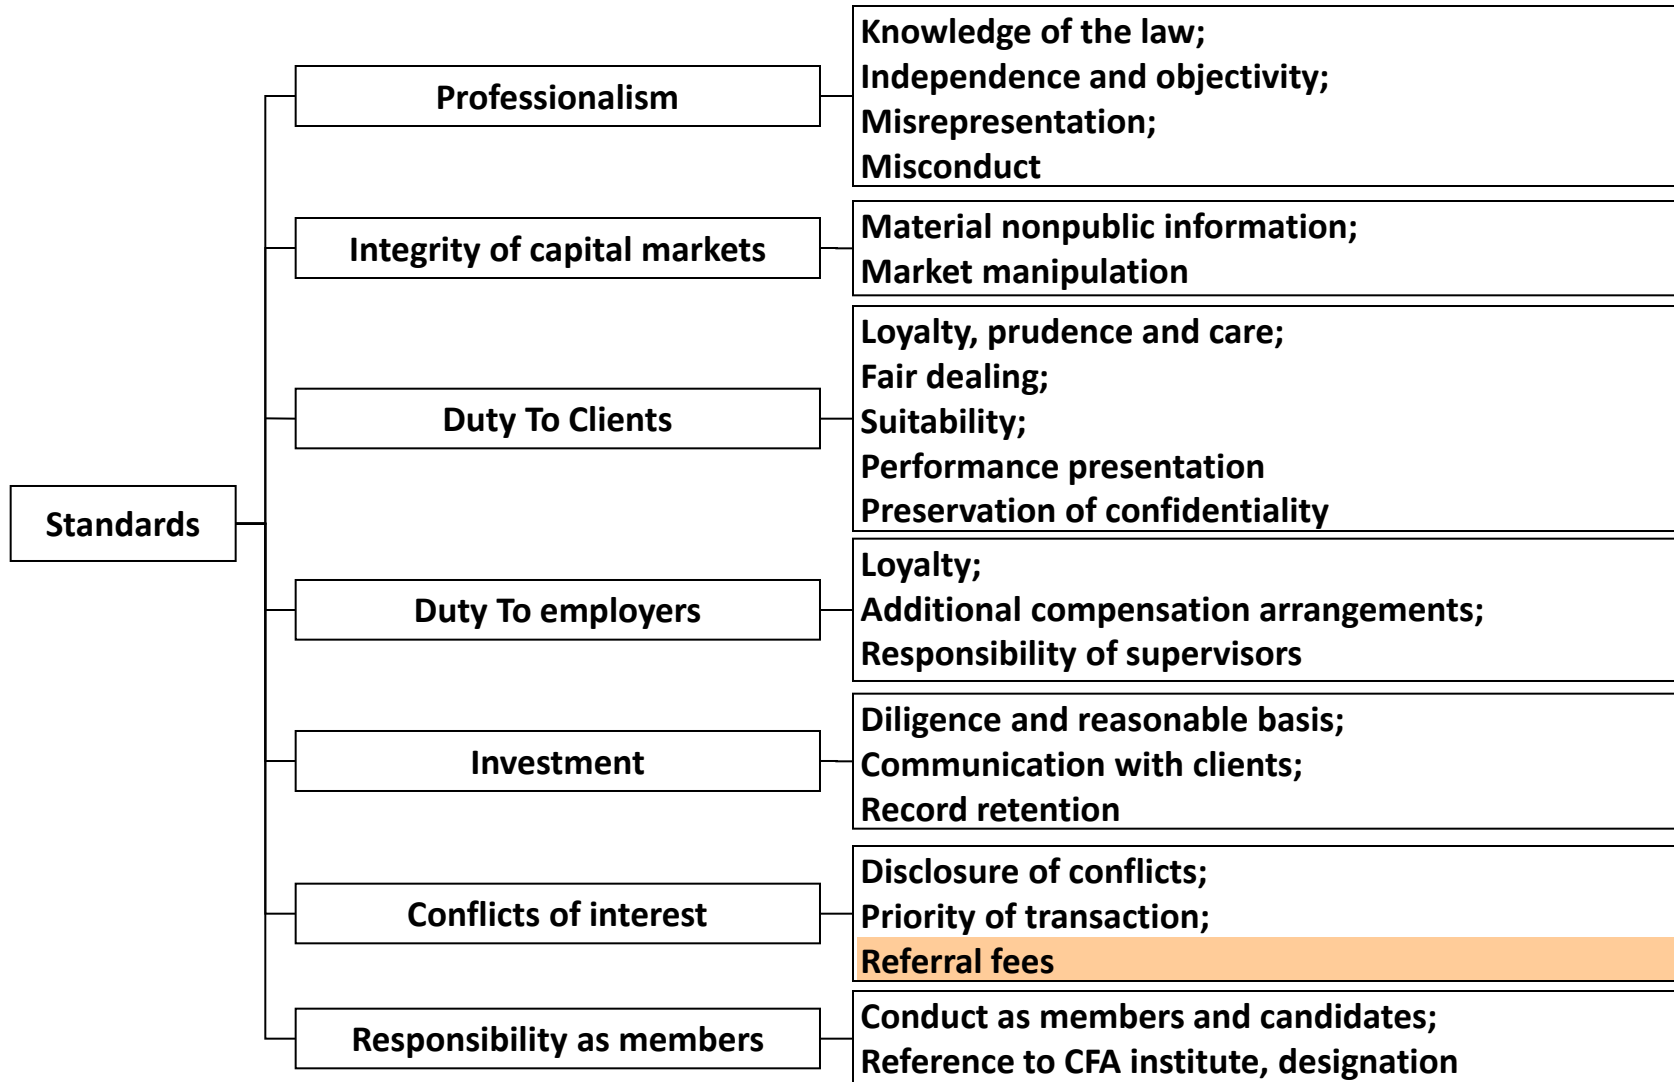 Standards
Professionalism
Knowledge of the law;
Independence and objectivity;
Misrepresentation;
Misconduct
Integrity of capital markets
Material nonpublic information;
Market manipulation
Duty To Clients
Loyalty, prudence and care;
Fair dealing;
Suitability;
Performance presentation
Preservation of confidentiality
Duty To employers
Loyalty;
Additional compensation arrangements;
Responsibility of supervisors
Investment
Diligence and reasonable basis;
Communication with clients;
Record retention
Conflicts of interest
Disclosure of conflicts;
Priority of transaction;
Referral fees
Responsibility as members
Conduct as members and candidates;
Reference to CFA institute, designation